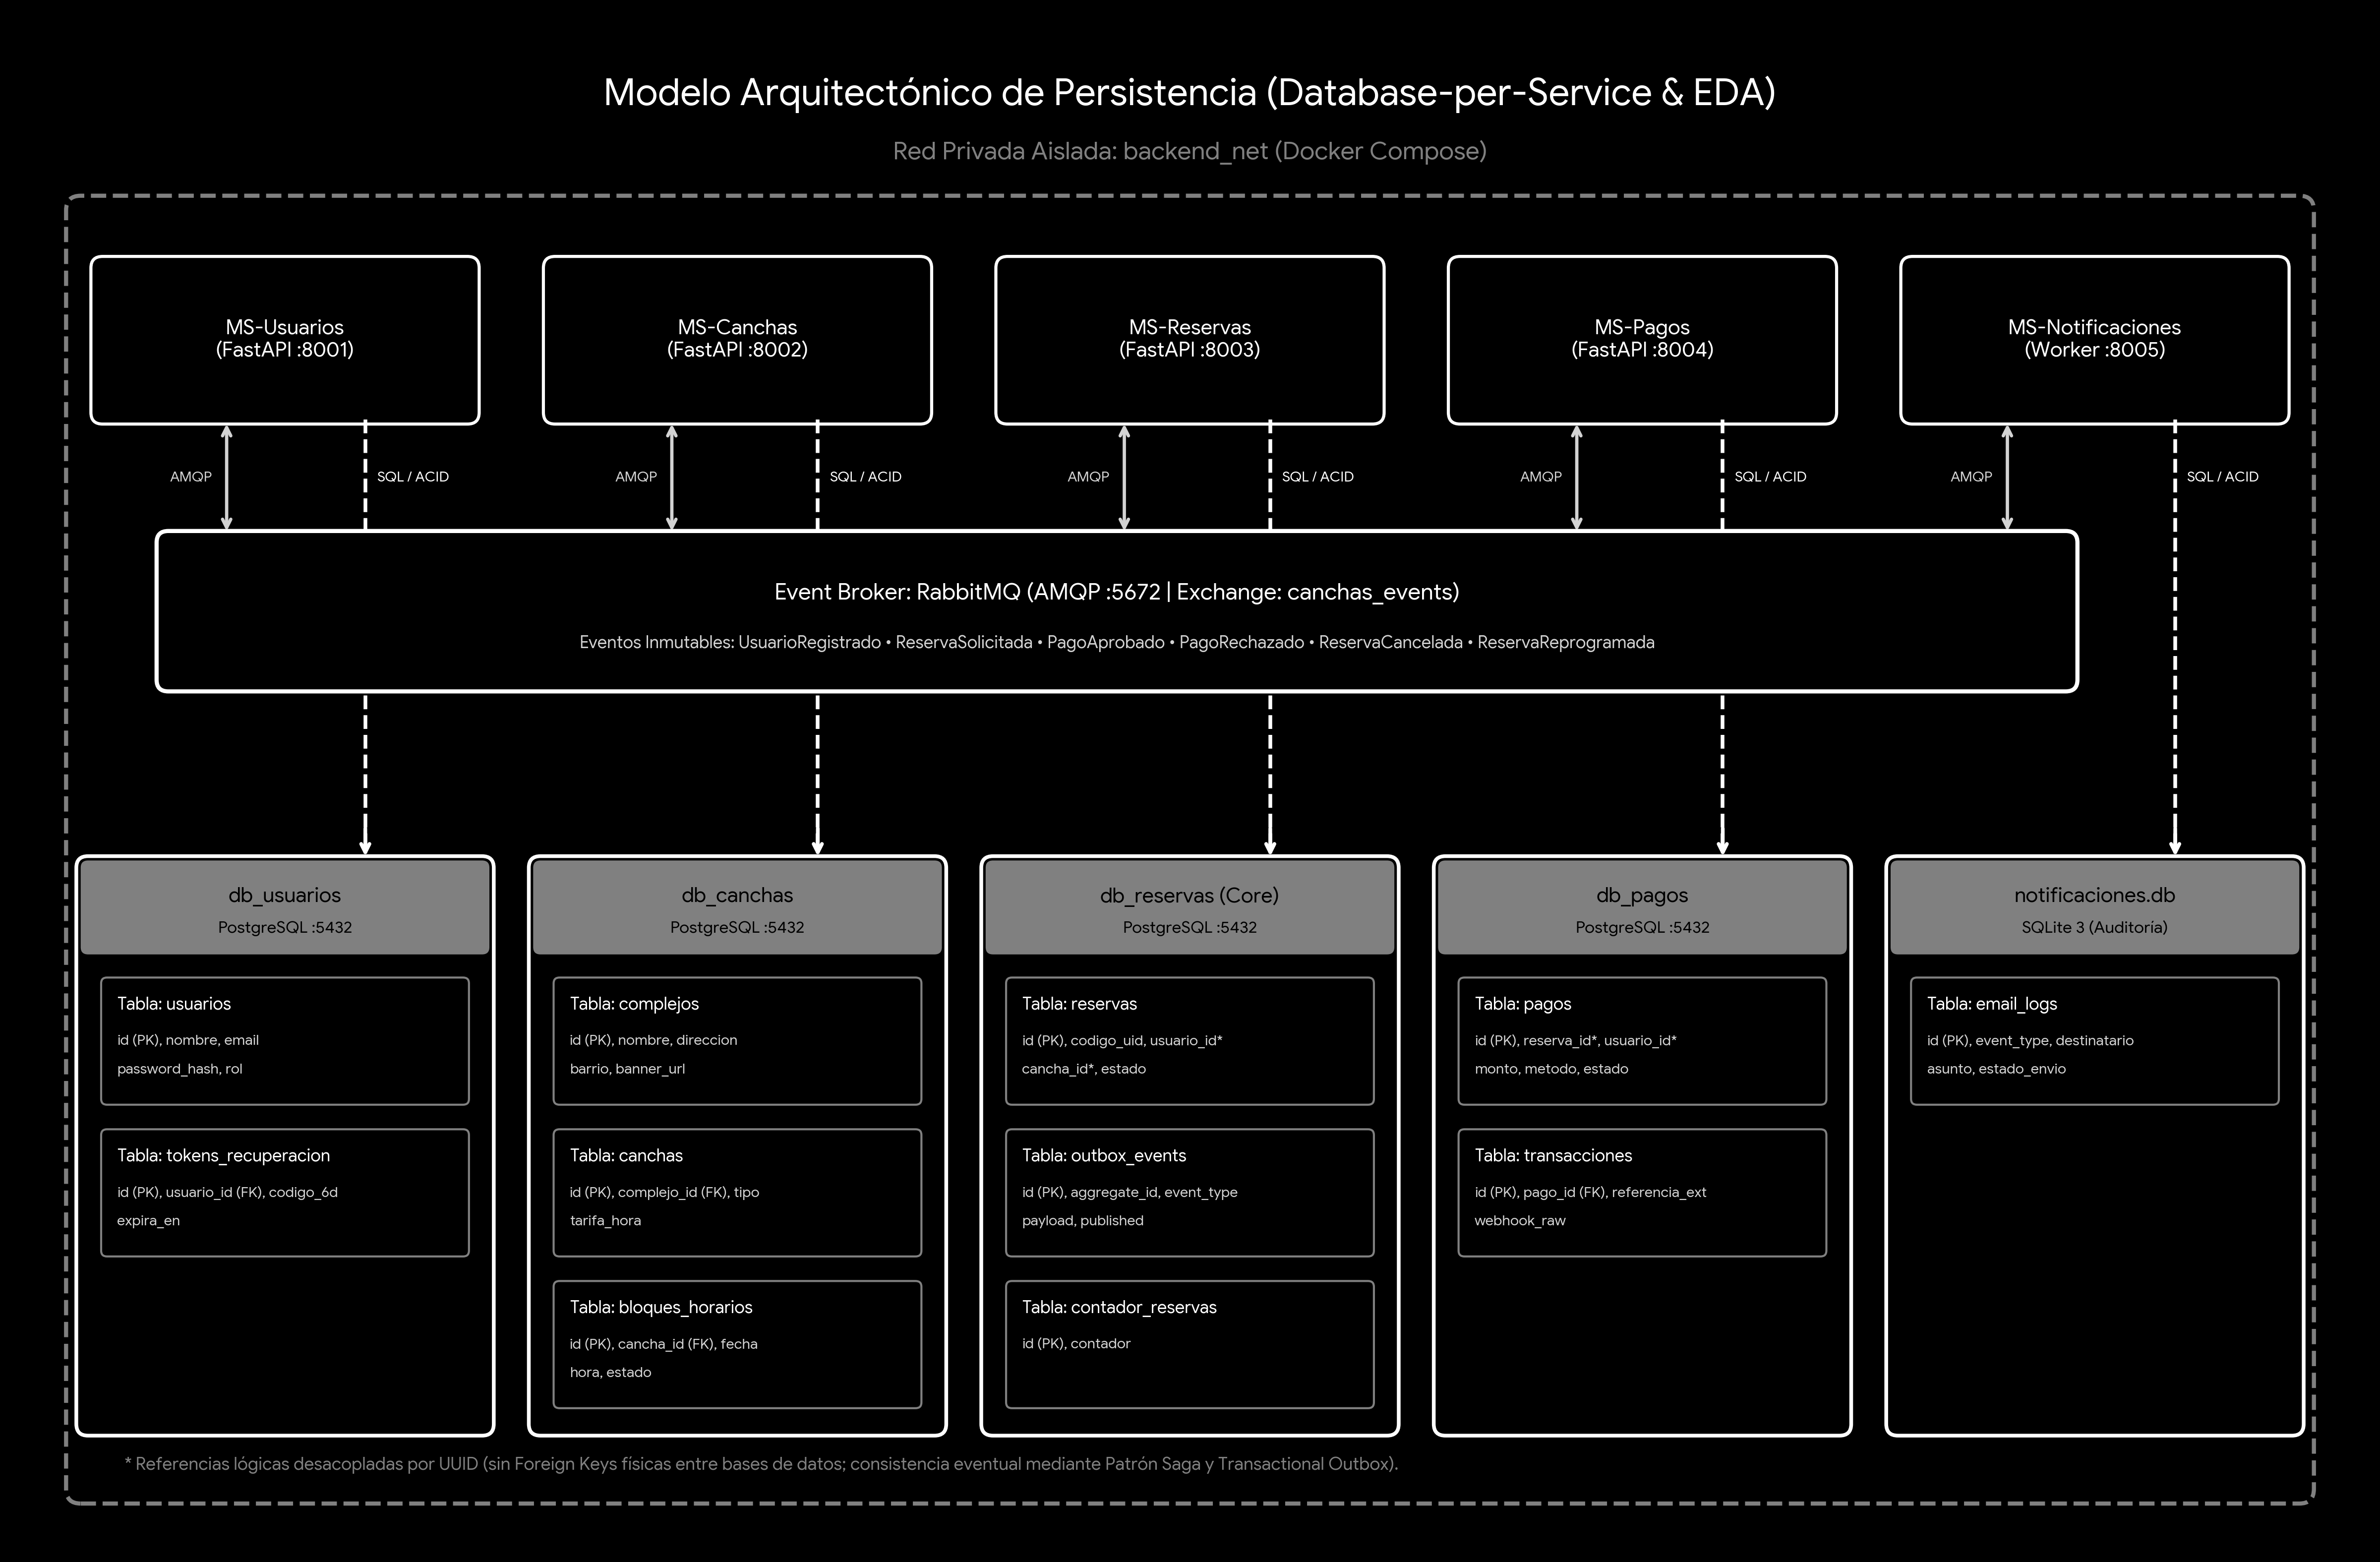 Modelo Arquitectónico de Persistencia (Database-per-Service & EDA)
Red Privada Aislada: backend_net (Docker Compose)
MS-Usuarios
(FastAPI :8001)
MS-Canchas
(FastAPI :8002)
MS-Reservas
(FastAPI :8003)
MS-Pagos
(FastAPI :8004)
MS-Notificaciones
(Worker :8005)
AMQP
SQL / ACID
AMQP
SQL / ACID
AMQP
SQL / ACID
AMQP
SQL / ACID
AMQP
SQL / ACID
Event Broker: RabbitMQ (AMQP :5672 | Exchange: canchas_events)
Eventos Inmutables: UsuarioRegistrado • ReservaSolicitada • PagoAprobado • PagoRechazado • ReservaCancelada • ReservaReprogramada
db_usuarios
PostgreSQL :5432
Tabla: usuarios
id (PK), nombre, email
password_hash, rol
Tabla: tokens_recuperacion
id (PK), usuario_id (FK), codigo_6d
expira_en
db_canchas
PostgreSQL :5432
Tabla: complejos
id (PK), nombre, direccion
barrio, banner_url
Tabla: canchas
id (PK), complejo_id (FK), tipo
tarifa_hora
Tabla: bloques_horarios
id (PK), cancha_id (FK), fecha
hora, estado
db_reservas (Core)
PostgreSQL :5432
Tabla: reservas
id (PK), codigo_uid, usuario_id*
cancha_id*, estado
Tabla: outbox_events
id (PK), aggregate_id, event_type
payload, published
Tabla: contador_reservas
id (PK), contador
db_pagos
PostgreSQL :5432
Tabla: pagos
id (PK), reserva_id*, usuario_id*
monto, metodo, estado
Tabla: transacciones
id (PK), pago_id (FK), referencia_ext
webhook_raw
notificaciones.db
SQLite 3 (Auditoría)
Tabla: email_logs
id (PK), event_type, destinatario
asunto, estado_envio
* Referencias lógicas desacopladas por UUID (sin Foreign Keys físicas entre bases de datos; consistencia eventual mediante Patrón Saga y Transactional Outbox).